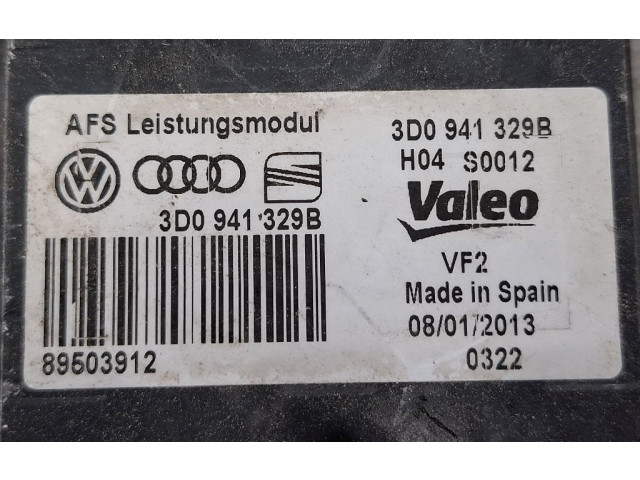 AFS Leistungsmodul
3D0 941 329B
89503912
3D0 941 329B
H04 S0012
Valeo
VF2
Made in Spain
08/01/2013
0322